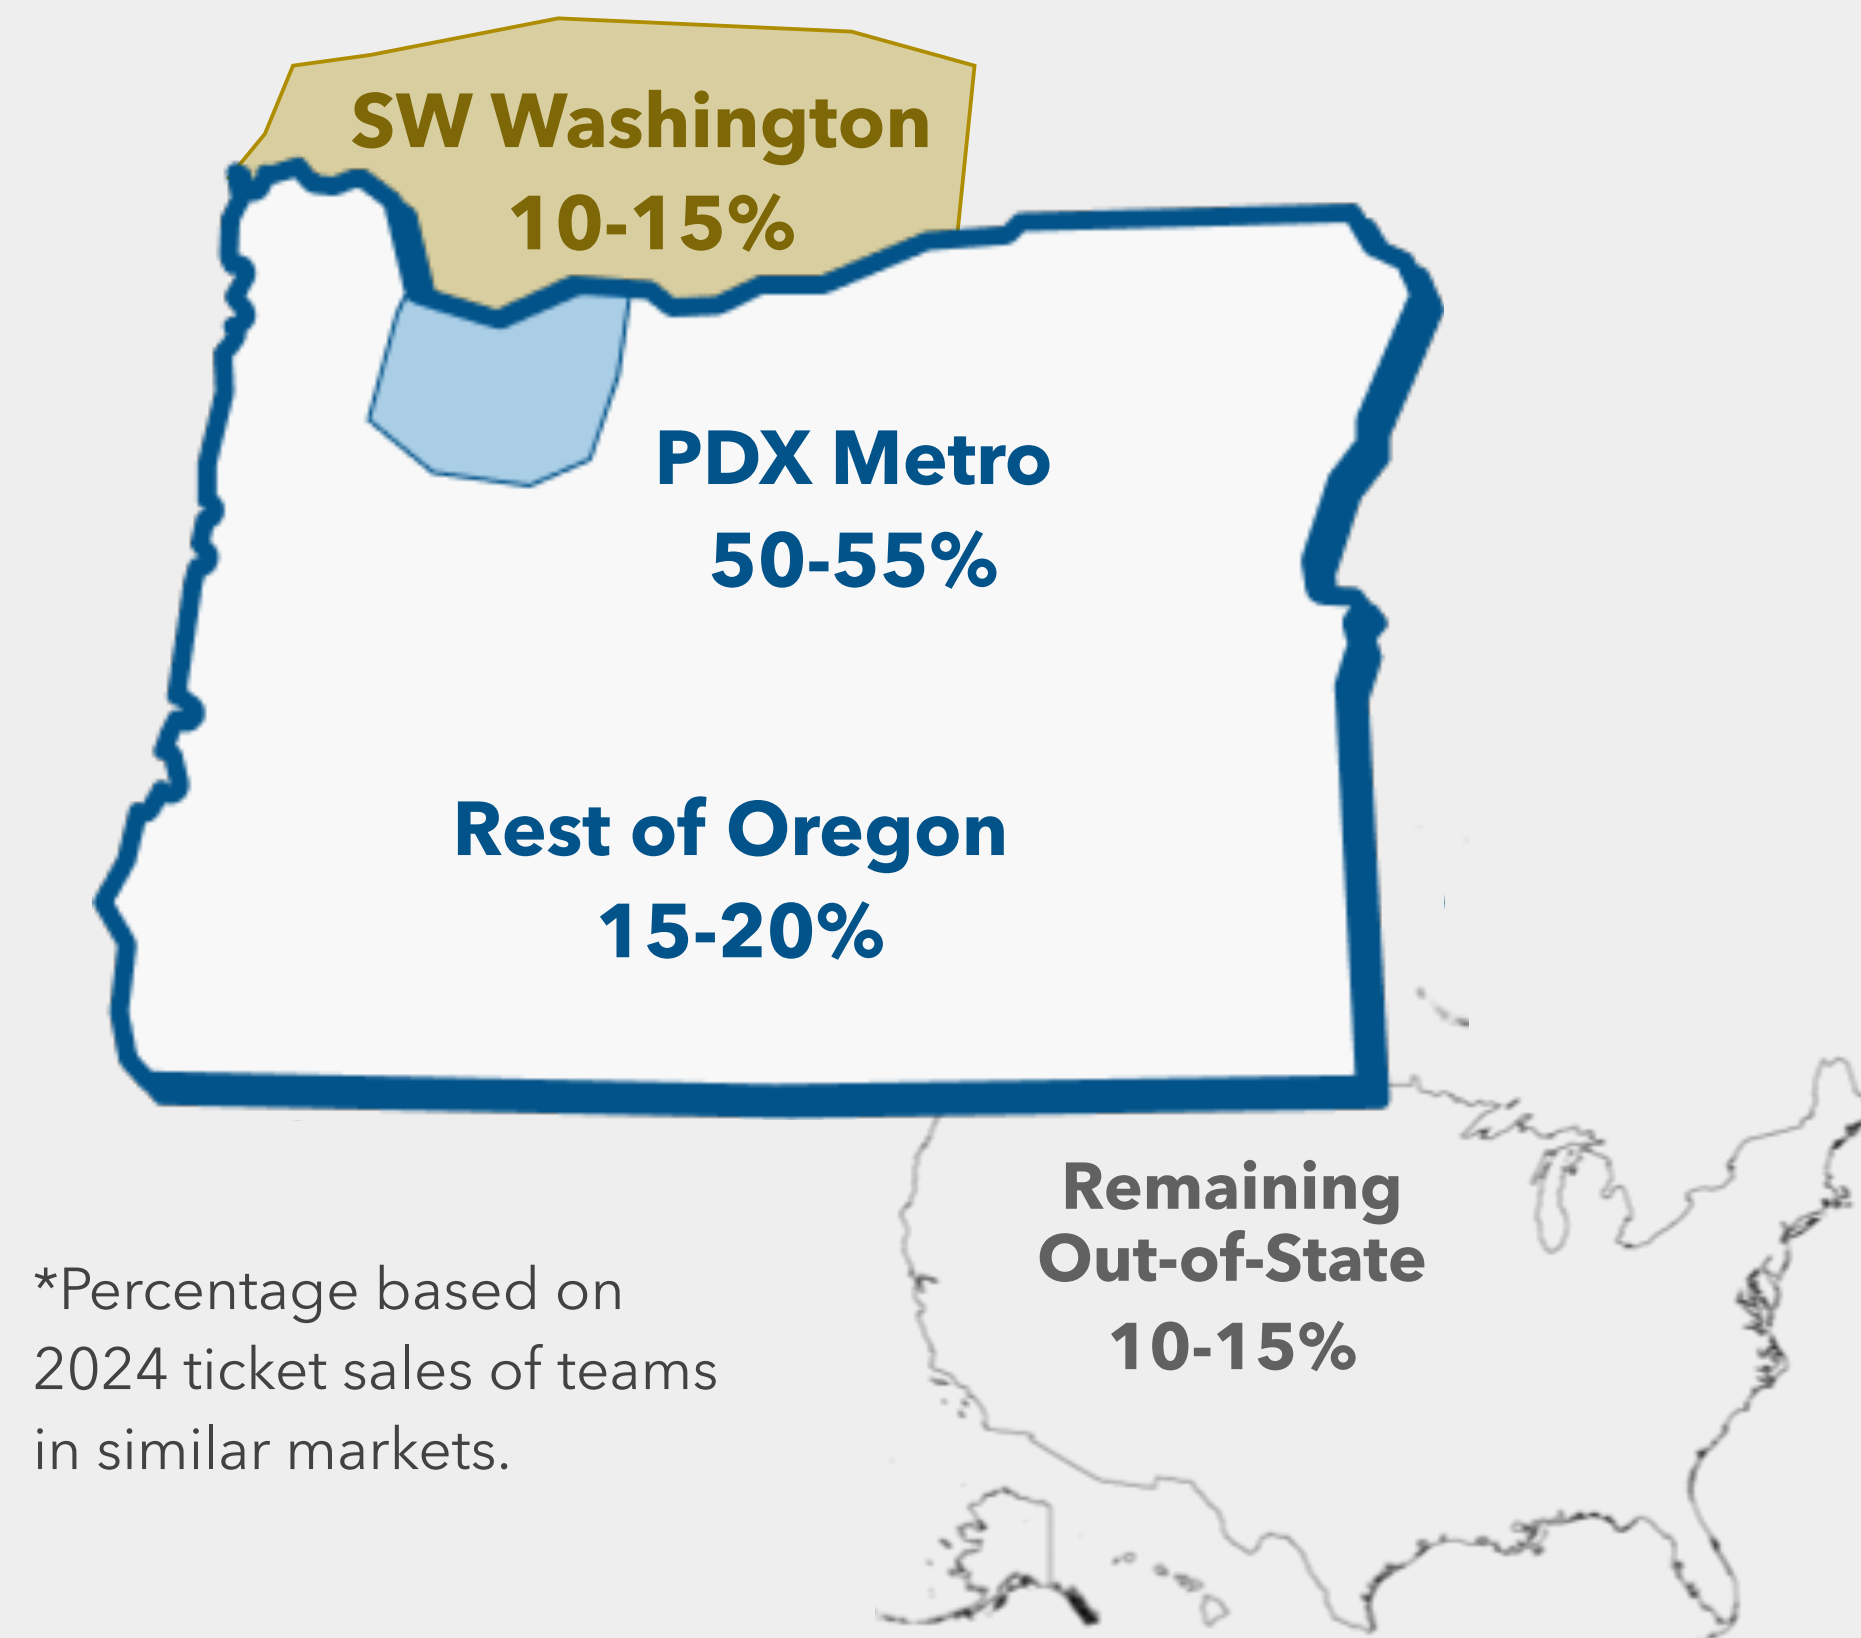 SW Washington
10-15%
PDX Metro
50-55%
Rest of Oregon
15-20%
Remaining
Out-of-State
10-15%
*Percentage based on
2024 ticket sales of teams
in similar markets.